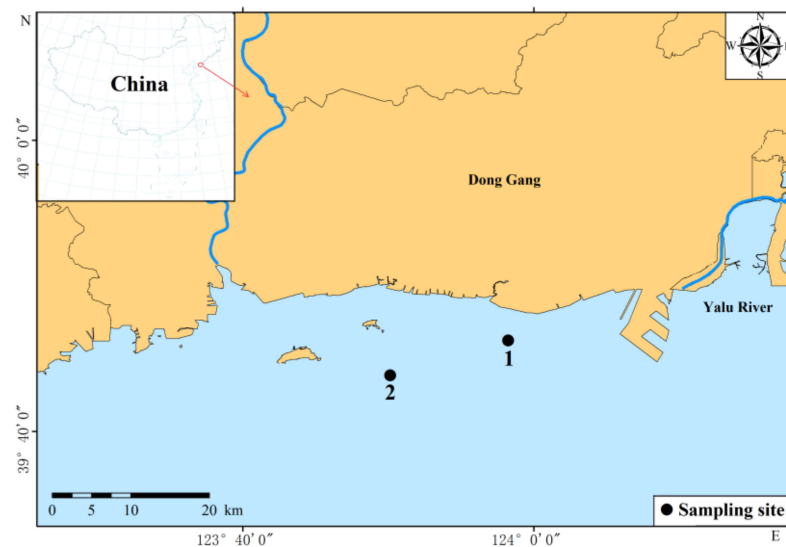 N
China
N
W
S
40° 0′0″
Dong Gang
Yalu River
1
2
39° 40′0″
0 5 10 20 km
Sampling site
123° 40′0″
124° 0′0″
E